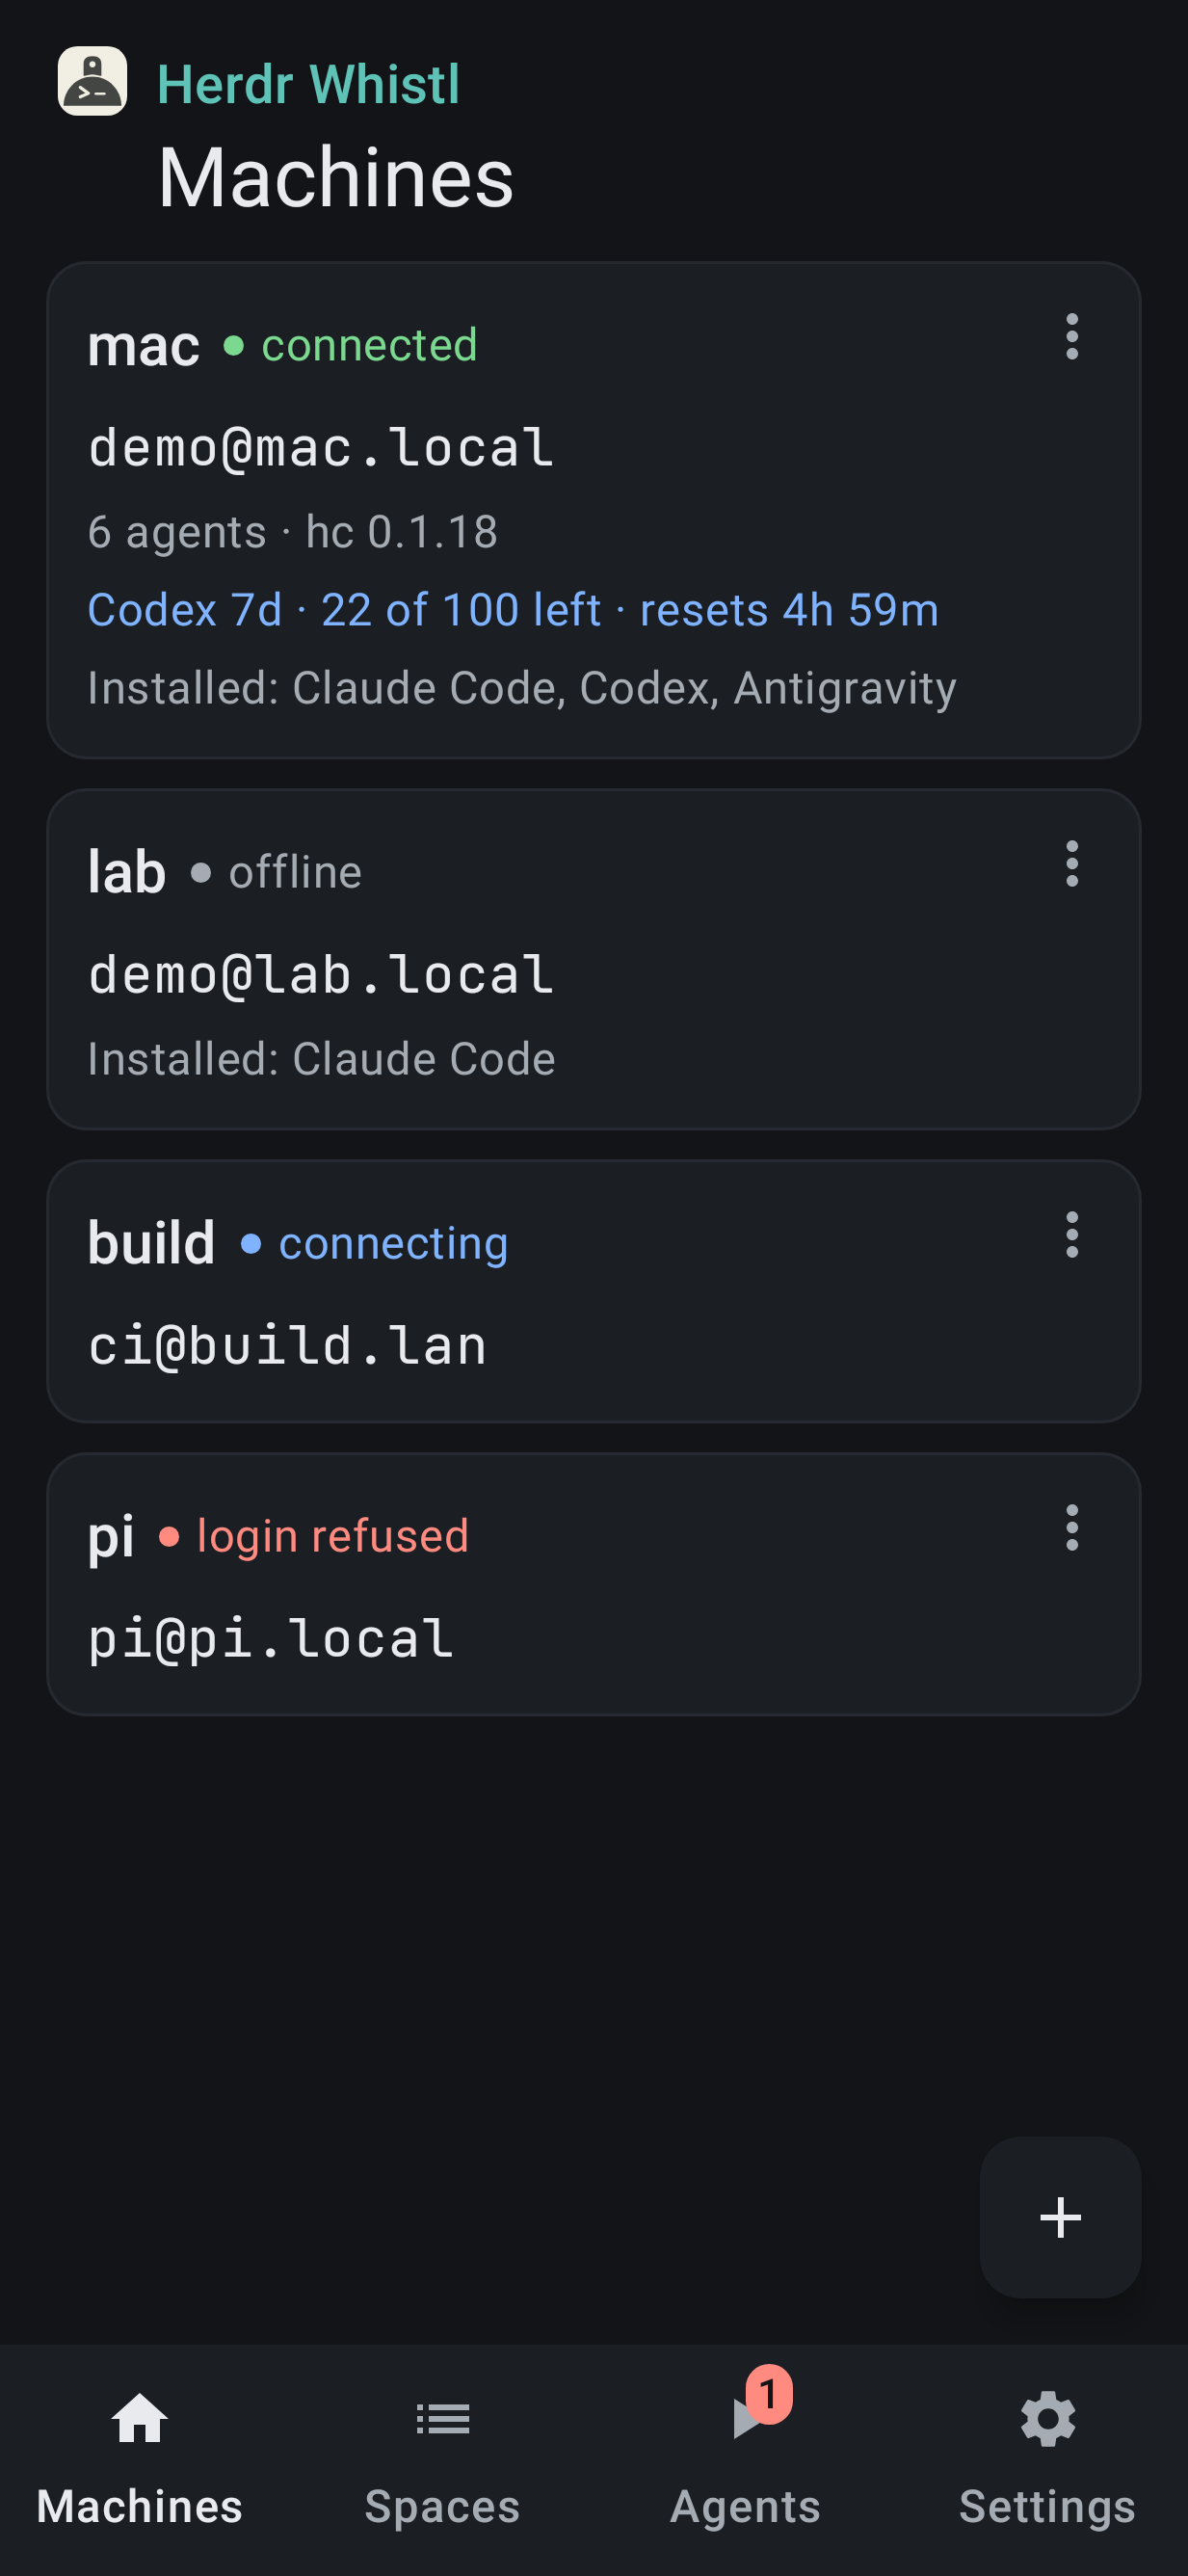 Herdr Whistl
Machines
mac • connected
demo@mac.local
6 agents · hc 0.1.18
Codex 7d · 22 of 100 left · resets 4h 59m
Installed: Claude Code, Codex, Antigravity
lab • offline
demo@lab.local
Installed: Claude Code
build • connecting
ci@build.lan
pi • login refused
pi@pi.local
1
Machines Spaces Agents Settings